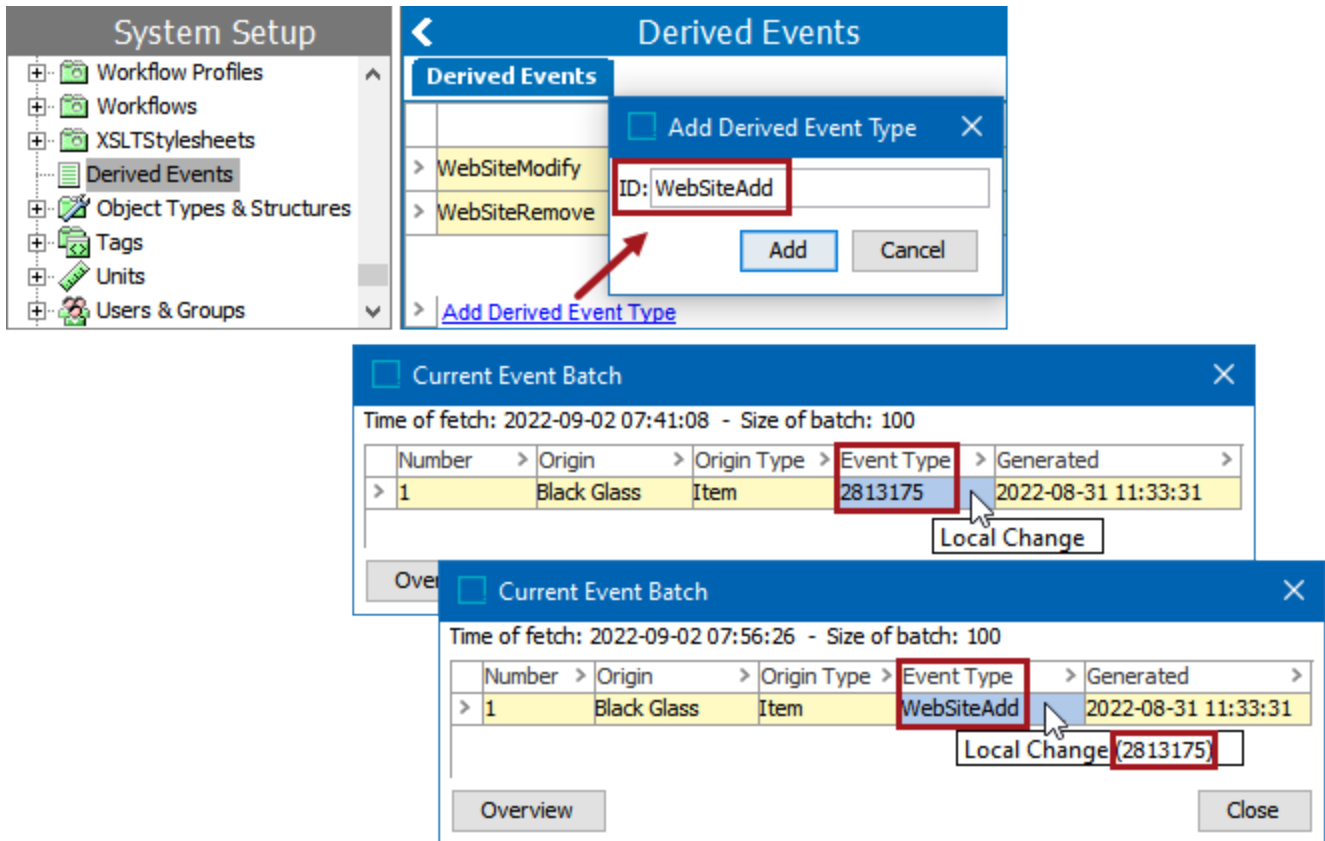 System Setup
Workflow Profiles
Workflows
XSLTStylesheets
Derived Events
Object Types & Structures
Tags
Units
Users & Groups
Derived Events
Derived Events
WebSiteModify
WebSiteRemove
Add Derived Event Type
Add Derived Event Type
ID: WebSiteAdd
Add Cancel
Current Event Batch
Time of fetch: 2022-09-02 07:41:08 - Size of batch: 100
Number > Origin > Origin Type > Event Type > Generated >
> 1 Black Glass Item 2813175 2022-08-31 11:33:31
Local Change
Over
Current Event Batch
Time of fetch: 2022-09-02 07:56:26 - Size of batch: 100
Number > Origin > Origin Type > Event Type > Generated >
> 1 Black Glass Item WebSiteAdd 2022-08-31 11:33:31
Local Change (2813175)
Overview Close